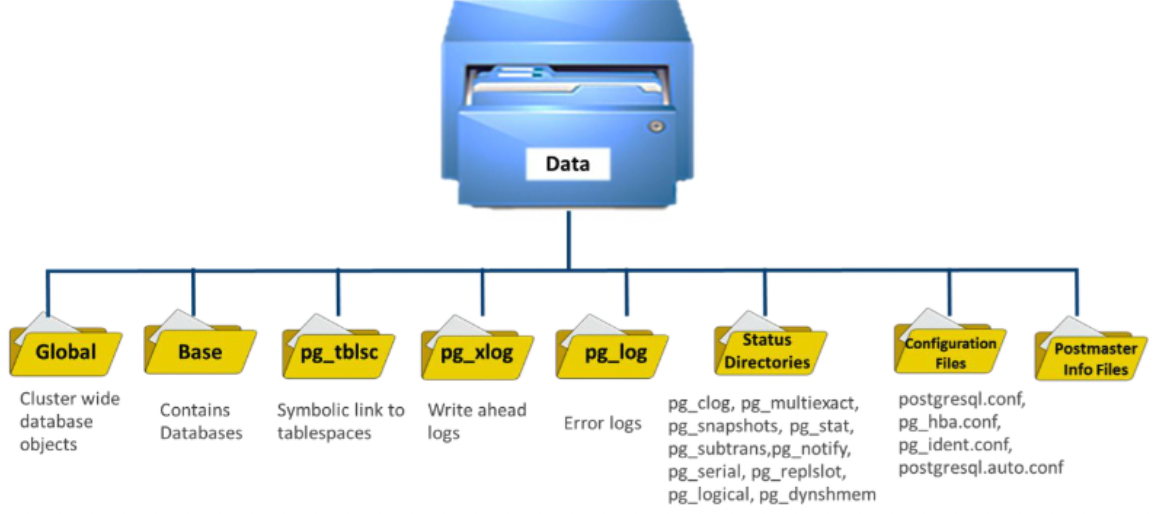 Data
Global
Base
pg_tblsc
pg_xlog
pg_log
Status
Directories
Configuration
Files
Postmaster
Info Files
Cluster wide
database
objects
Contains
Databases
Symbolic link to
tablespaces
Write ahead
logs
Error logs
pg_clog, pg_multiexact,
pg_snapshots, pg_stat,
pg_subtrans,pg_notify,
pg_serial, pg_replslot,
pg_logical, pg_dynshmem
postgresql.conf,
pg_hba.conf,
pg_ident.conf,
postgresql.auto.conf